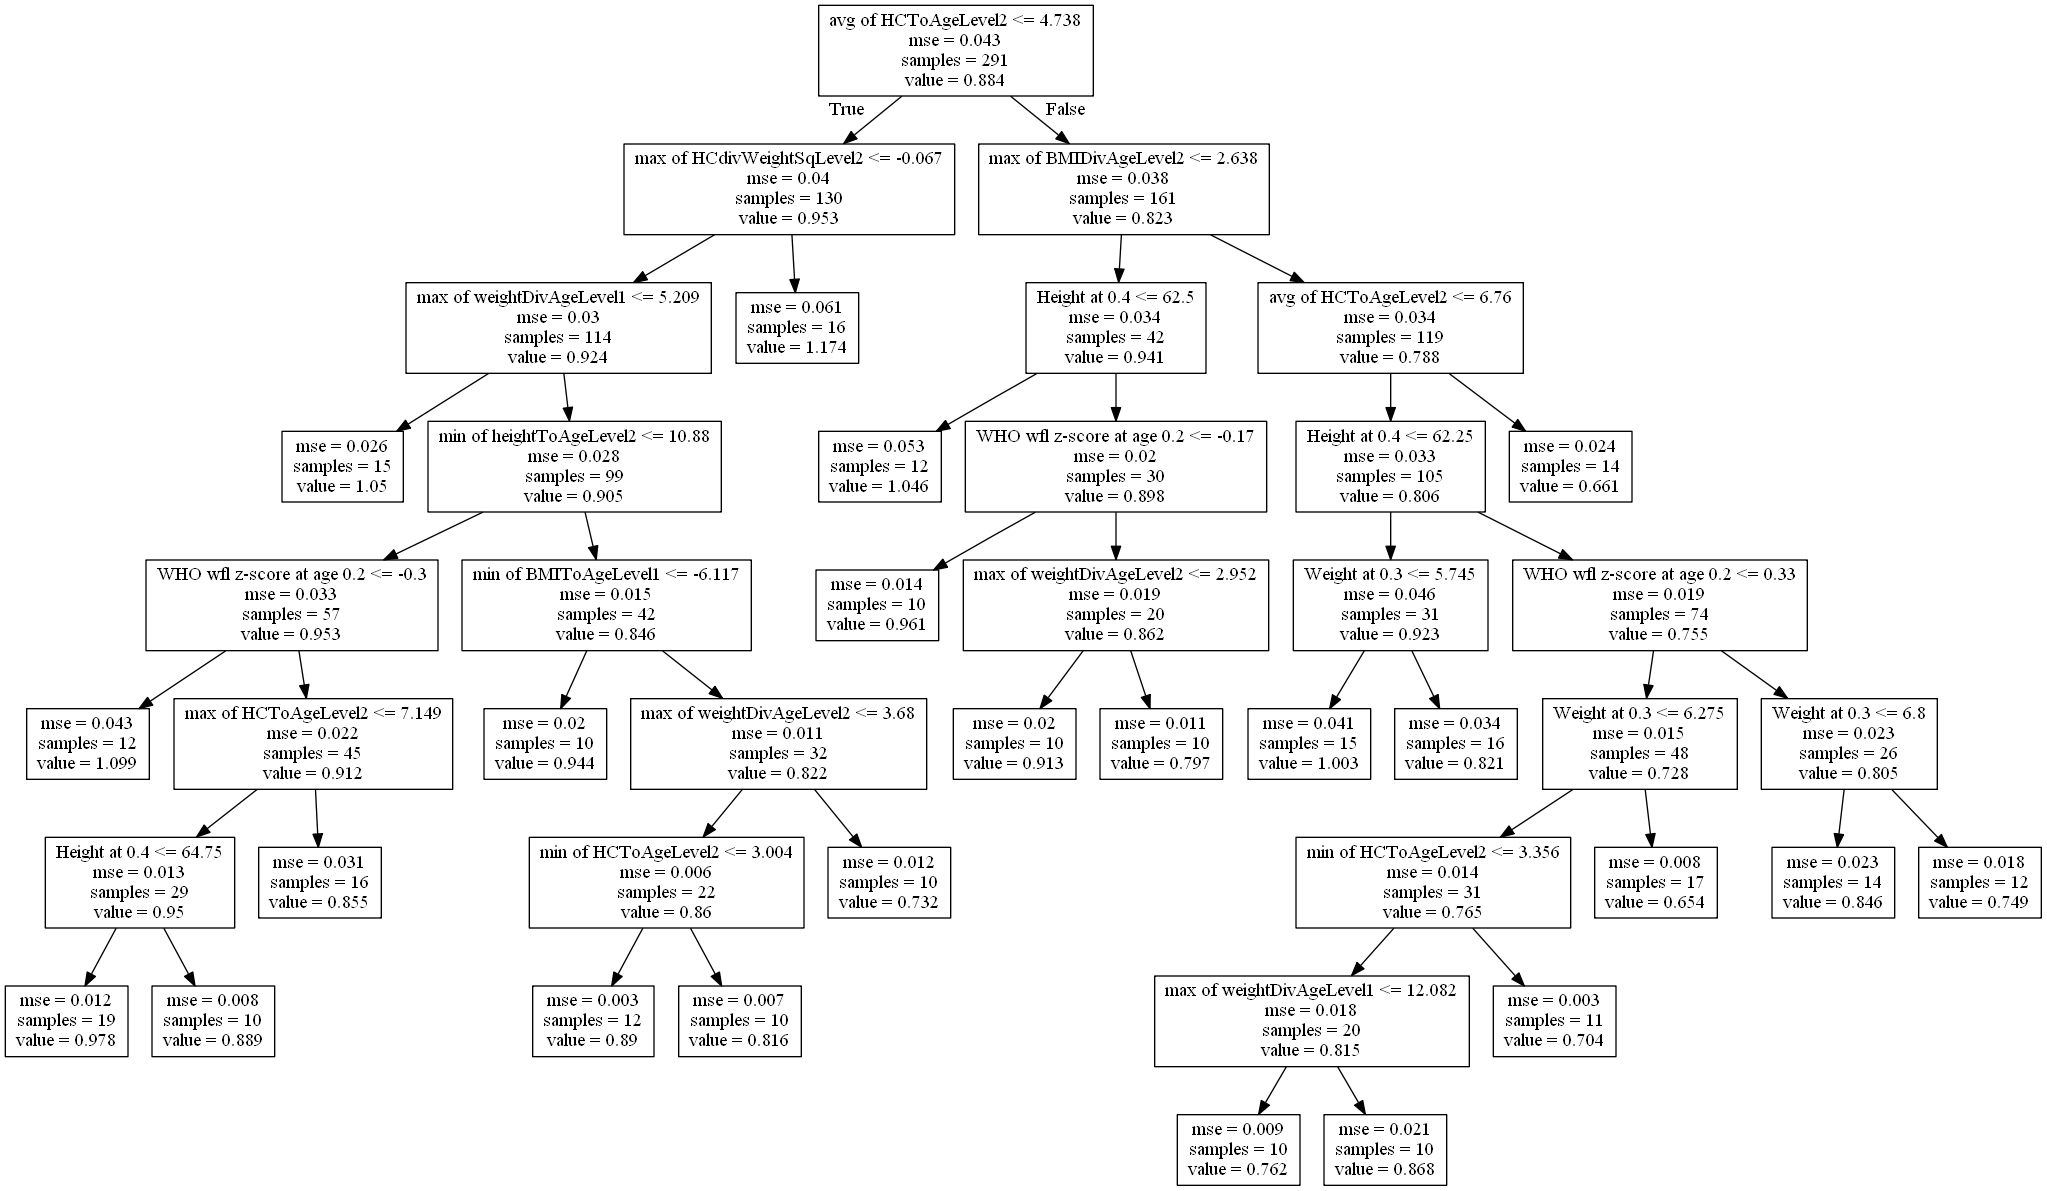 avg of HCToAgeLevel2 <= 4.738
mse = 0.043
samples = 291
value = 0.884
True
False
max of HCdivWeightSqLevel2 <= -0.067
mse = 0.04
samples = 130
value = 0.953
max of BMIDivAgeLevel2 <= 2.638
mse = 0.038
samples = 161
value = 0.823
max of weightDivAgeLevel1 <= 5.209
mse = 0.03
samples = 114
value = 0.924
mse = 0.061
samples = 16
value = 1.174
Height at 0.4 <= 62.5
mse = 0.034
samples = 42
value = 0.941
avg of HCToAgeLevel2 <= 6.76
mse = 0.034
samples = 119
value = 0.788
mse = 0.026
samples = 15
value = 1.05
min of heightToAgeLevel2 <= 10.88
mse = 0.028
samples = 99
value = 0.905
mse = 0.053
samples = 12
value = 1.046
WHO wfl z-score at age 0.2 <= -0.17
mse = 0.02
samples = 30
value = 0.898
Height at 0.4 <= 62.25
mse = 0.033
samples = 105
value = 0.806
mse = 0.024
samples = 14
value = 0.661
WHO wfl z-score at age 0.2 <= -0.3
mse = 0.033
samples = 57
value = 0.953
min of BMIToAgeLevel1 <= -6.117
mse = 0.015
samples = 42
value = 0.846
mse = 0.014
samples = 10
value = 0.961
max of weightDivAgeLevel2 <= 2.952
mse = 0.019
samples = 20
value = 0.862
Weight at 0.3 <= 5.745
mse = 0.046
samples = 31
value = 0.923
WHO wfl z-score at age 0.2 <= 0.33
mse = 0.019
samples = 74
value = 0.755
mse = 0.043
samples = 12
value = 1.099
max of HCToAgeLevel2 <= 7.149
mse = 0.022
samples = 45
value = 0.912
mse = 0.02
samples = 10
value = 0.944
max of weightDivAgeLevel2 <= 3.68
mse = 0.011
samples = 32
value = 0.822
mse = 0.02
samples = 10
value = 0.913
mse = 0.011
samples = 10
value = 0.797
mse = 0.041
samples = 15
value = 1.003
mse = 0.034
samples = 16
value = 0.821
Weight at 0.3 <= 6.275
mse = 0.015
samples = 48
value = 0.728
Weight at 0.3 <= 6.8
mse = 0.023
samples = 26
value = 0.805
Height at 0.4 <= 64.75
mse = 0.013
samples = 29
value = 0.95
mse = 0.031
samples = 16
value = 0.855
min of HCToAgeLevel2 <= 3.004
mse = 0.006
samples = 22
value = 0.86
mse = 0.012
samples = 10
value = 0.732
min of HCToAgeLevel2 <= 3.356
mse = 0.014
samples = 31
value = 0.765
mse = 0.008
samples = 17
value = 0.654
mse = 0.023
samples = 14
value = 0.846
mse = 0.018
samples = 12
value = 0.749
mse = 0.012
samples = 19
value = 0.978
mse = 0.008
samples = 10
value = 0.889
mse = 0.003
samples = 12
value = 0.89
mse = 0.007
samples = 10
value = 0.816
max of weightDivAgeLevel1 <= 12.082
mse = 0.018
samples = 20
value = 0.815
mse = 0.003
samples = 11
value = 0.704
mse = 0.009
samples = 10
value = 0.762
mse = 0.021
samples = 10
value = 0.868